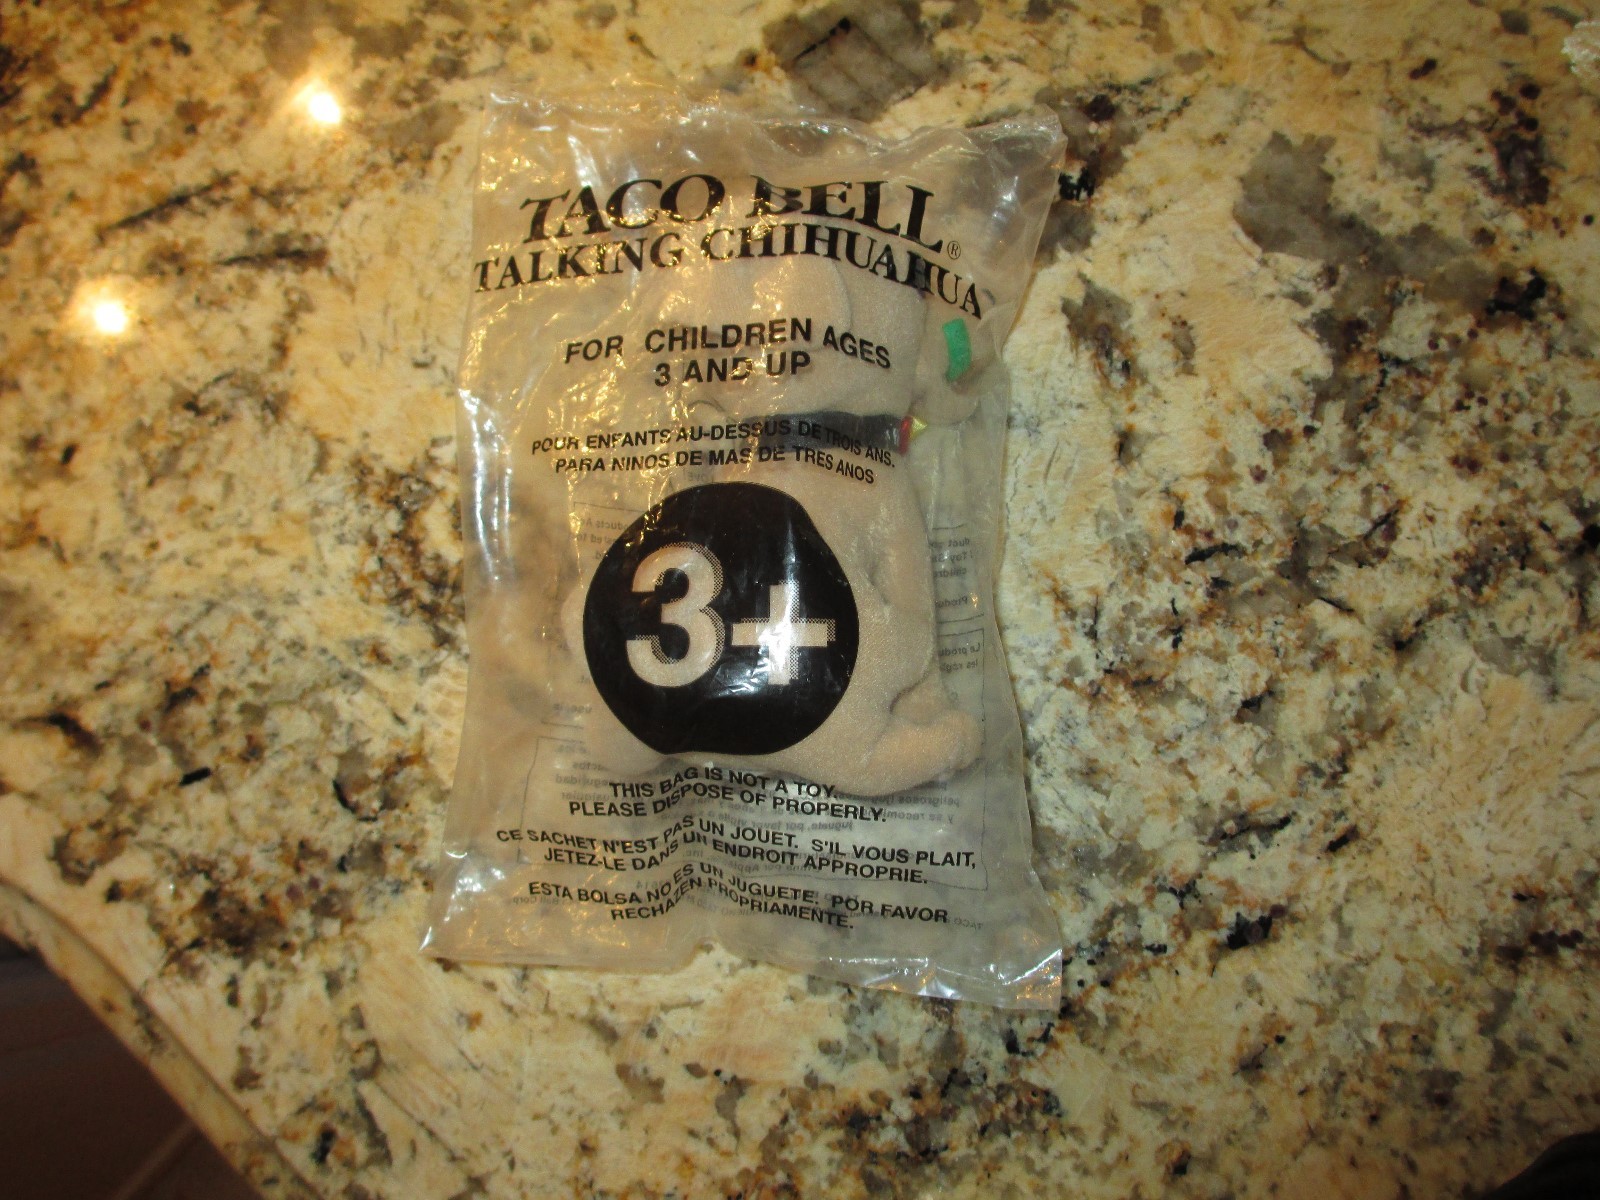 TACO BELL®
TALKING CHIHUAHUA
FOR CHILDREN AGES
3 AND UP
POUR ENFANTS AU-DESSUS DE TROIS ANS.
PARA NINOS DE MAS DE TRES ANOS
3+
THIS BAG IS NOT A TOY.
PLEASE DISPOSE OF PROPERLY.
CE SACHET N'EST PAS UN JOUET. S'IL VOUS PLAIT,
JETEZ-LE DANS UN ENDROIT APPROPRIE.
ESTA BOLSA NO ES UN JUGUETE. POR FAVOR
RECHAZEN PROPRIAMENTE.